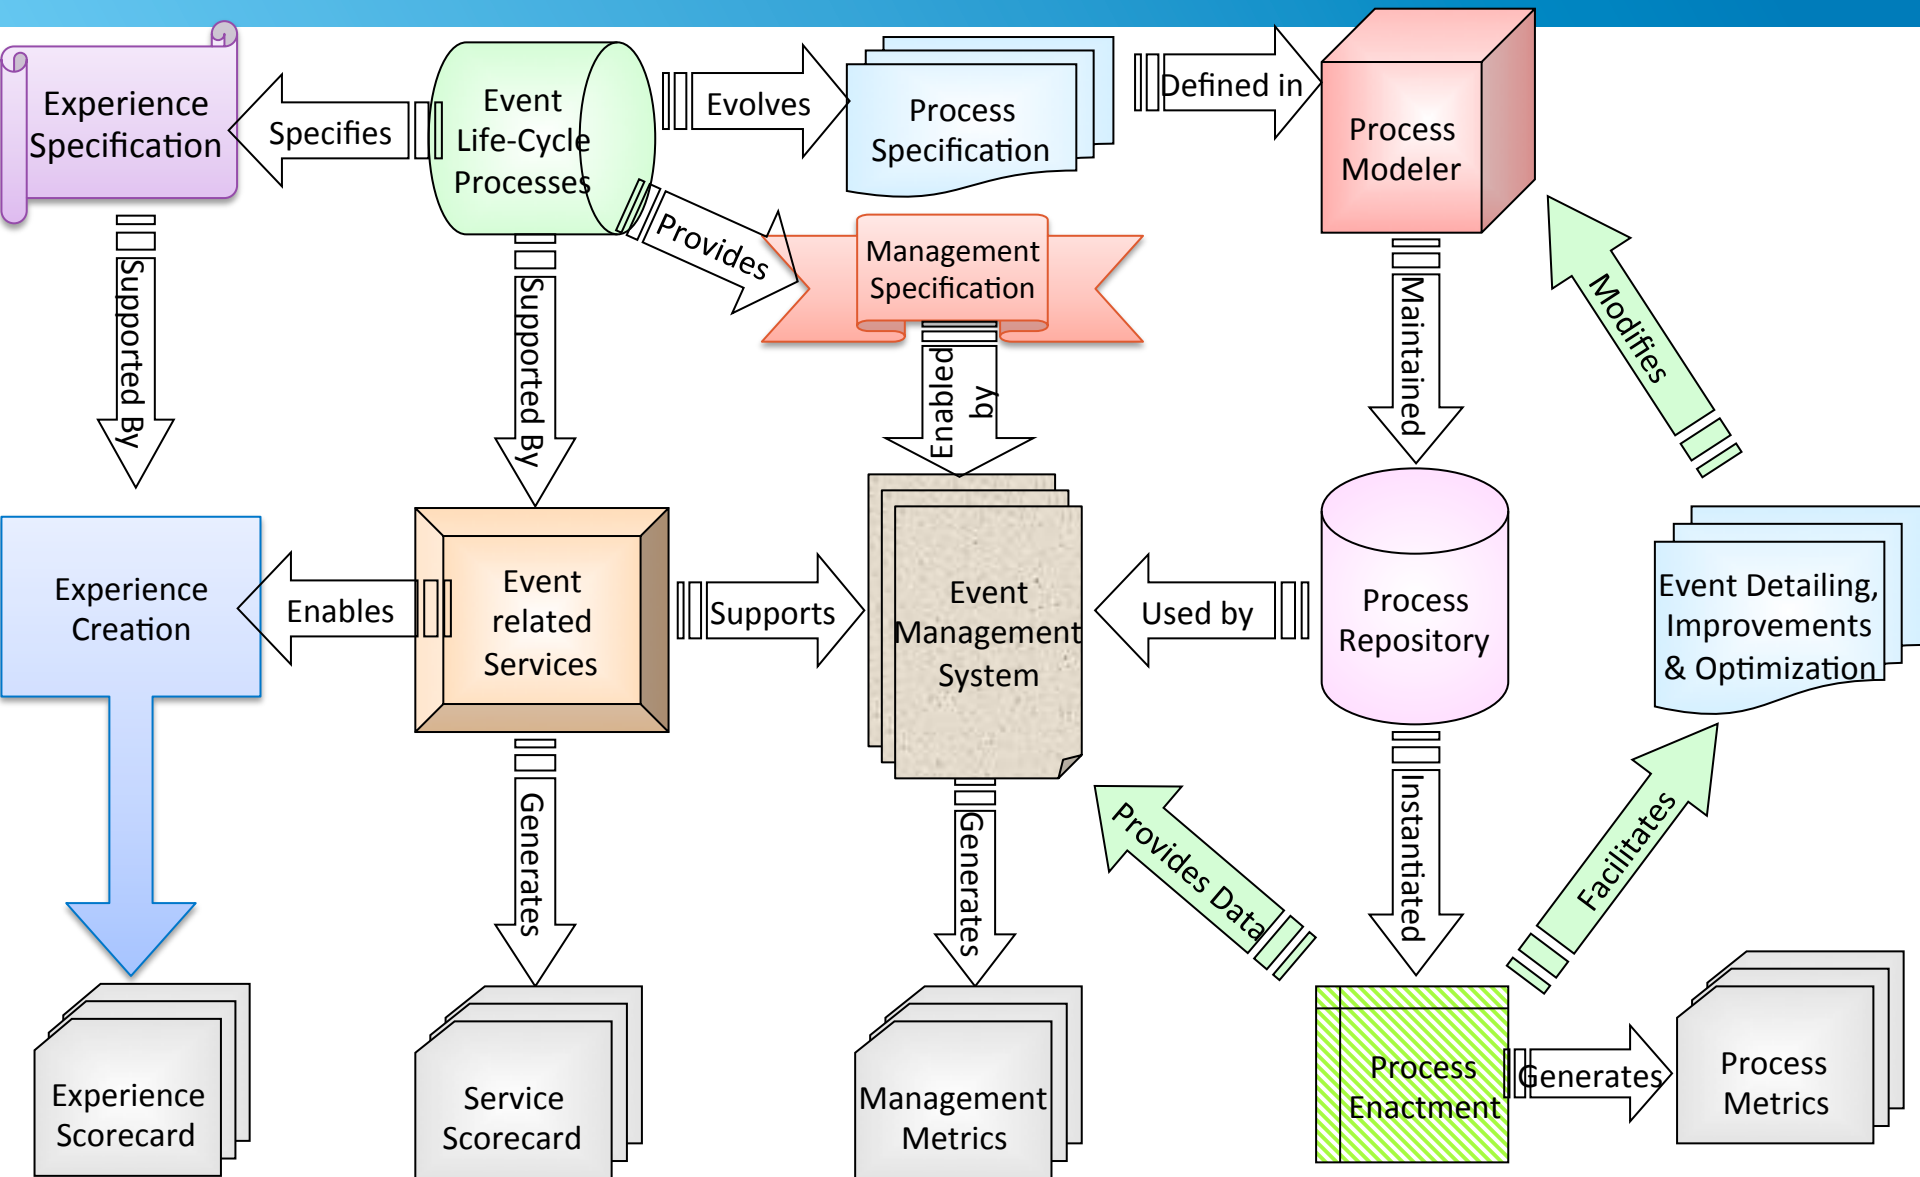 Experience
Specification
Specifies
Event
Life-Cycle
Processes
Evolves
Process
Specification
Defined in
Process
Modeler
Provides
Management
Specification
Supported By
Supported By
Enabled
by
Maintained
Modifies
Experience
Creation
Enables
Event
related
Services
Supports
Event
Management
System
Used by
Process
Repository
Event Detailing,
Improvements
& Optimization
Generates
Generates
Provides Data
Instantiated
Facilitates
Experience
Scorecard
Service
Scorecard
Management
Metrics
Process
Enactment
Generates
Process
Metrics